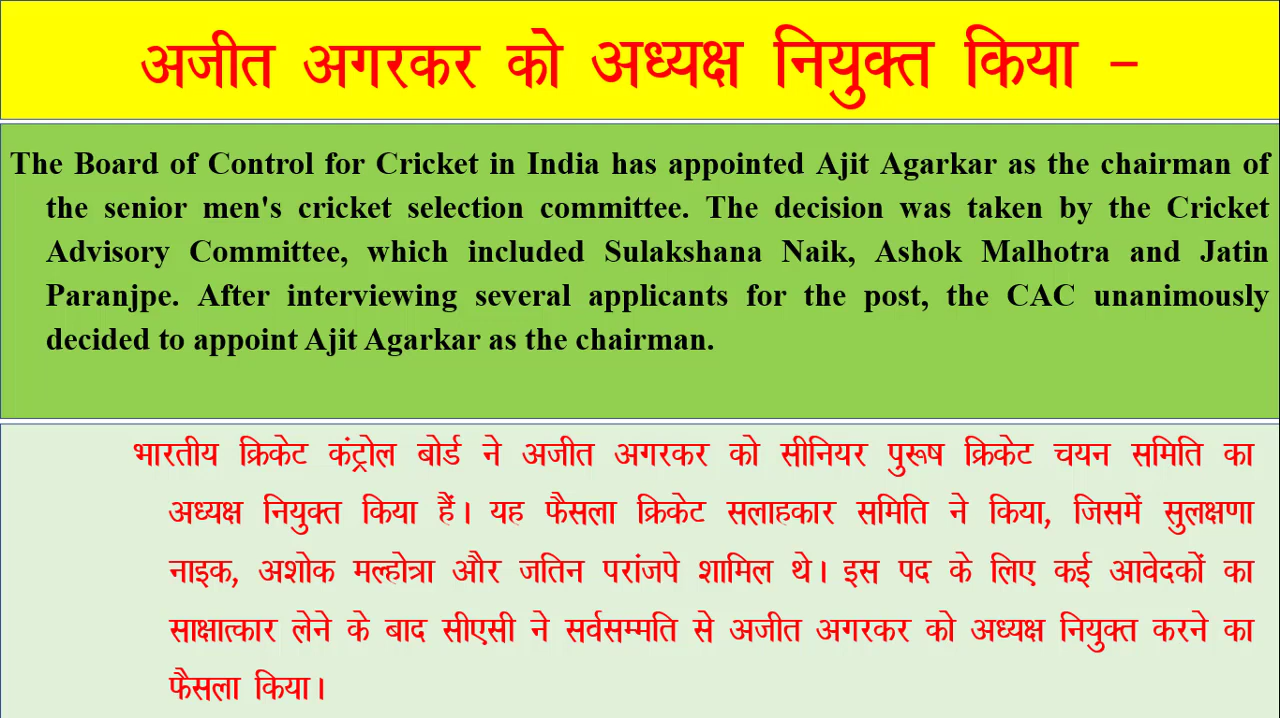 अजीत अगरकर को अध्यक्ष नियुक्त किया –
The Board of Control for Cricket in India has appointed Ajit Agarkar as the chairman of
the senior men's cricket selection committee. The decision was taken by the Cricket
Advisory Committee, which included Sulakshana Naik, Ashok Malhotra and Jatin
Paranjpe. After interviewing several applicants for the post, the CAC unanimously
decided to appoint Ajit Agarkar as the chairman.
भारतीय क्रिकेट कंट्रोल बोर्ड ने अजीत अगरकर को सीनियर पुरूष क्रिकेट चयन समिति का
अध्यक्ष नियुक्त किया हैं। यह फैसला क्रिकेट सलाहकार समिति ने किया, जिसमें सुलक्षणा
नाइक, अशोक मल्होत्रा और जतिन परांजपे शामिल थे। इस पद के लिए कई आवेदकों का
साक्षात्कार लेने के बाद सीएसी ने सर्वसम्मति से अजीत अगरकर को अध्यक्ष नियुक्त करने का
फैसला किया।